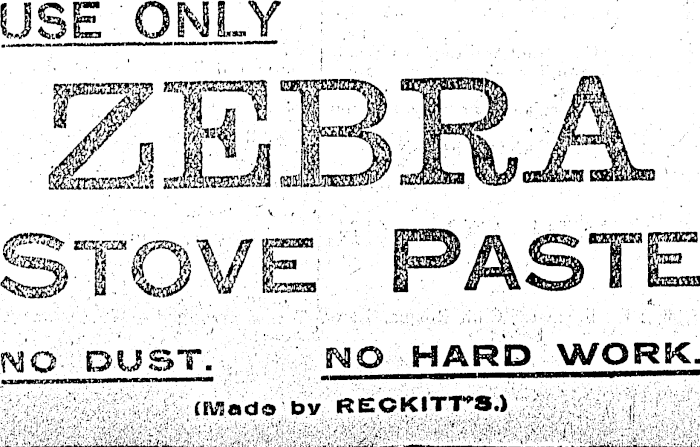 USE ONLY
ZEBRA
STOVE PASTE
NO DUST. NO HARD WORK.
(Made by RECKITT'S.)